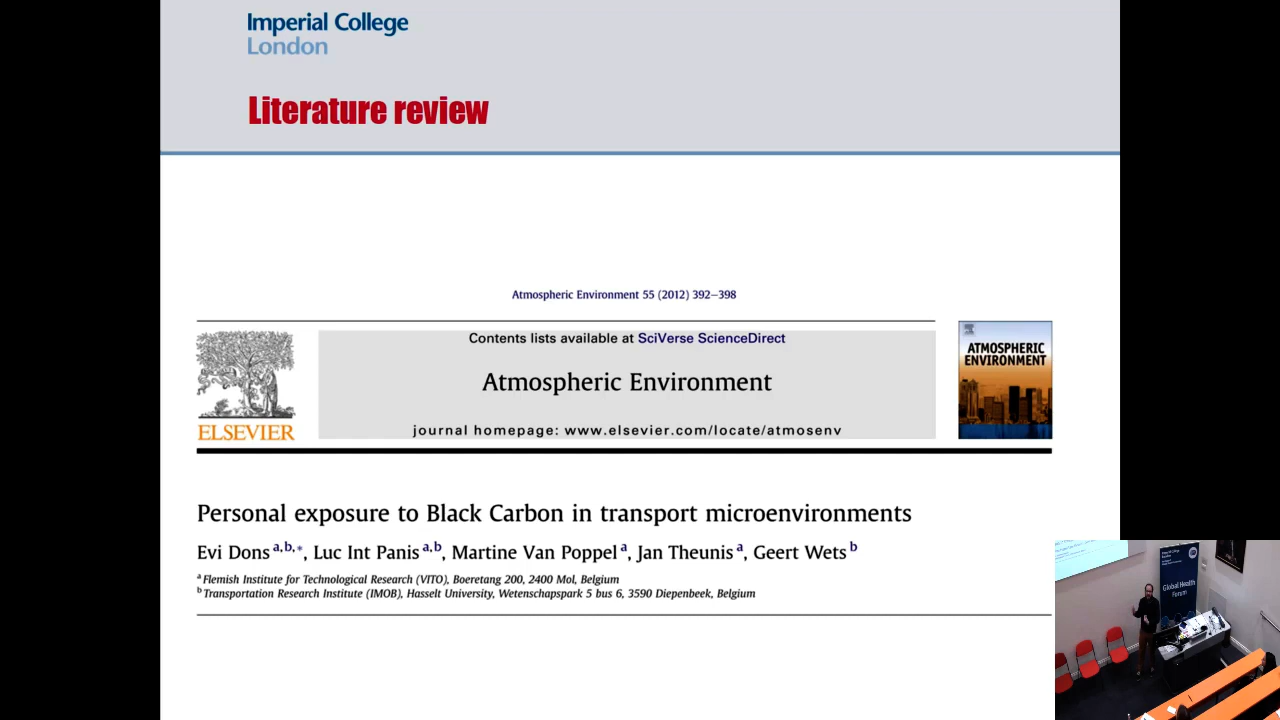 Imperial College
London
Literature review
Atmospheric Environment 55 (2012) 392–398
Contents lists available at SciVerse ScienceDirect
Atmospheric Environment
journal homepage: www.elsevier.com/locate/atmosenv
ELSEVIER
ATMOSPHERIC
ENVIRONMENT
Personal exposure to Black Carbon in transport microenvironments
Evi Dons a,b,*, Luc Int Panis a,b, Martine Van Poppel a, Jan Theunis a, Geert Wets b
a Flemish Institute for Technological Research (VITO), Boeretang 200, 2400 Mol, Belgium
b Transportation Research Institute (IMOB), Hasselt University, Wetenschapspark 5 bus 6, 3590 Diepenbeek, Belgium
Global Health
Forum